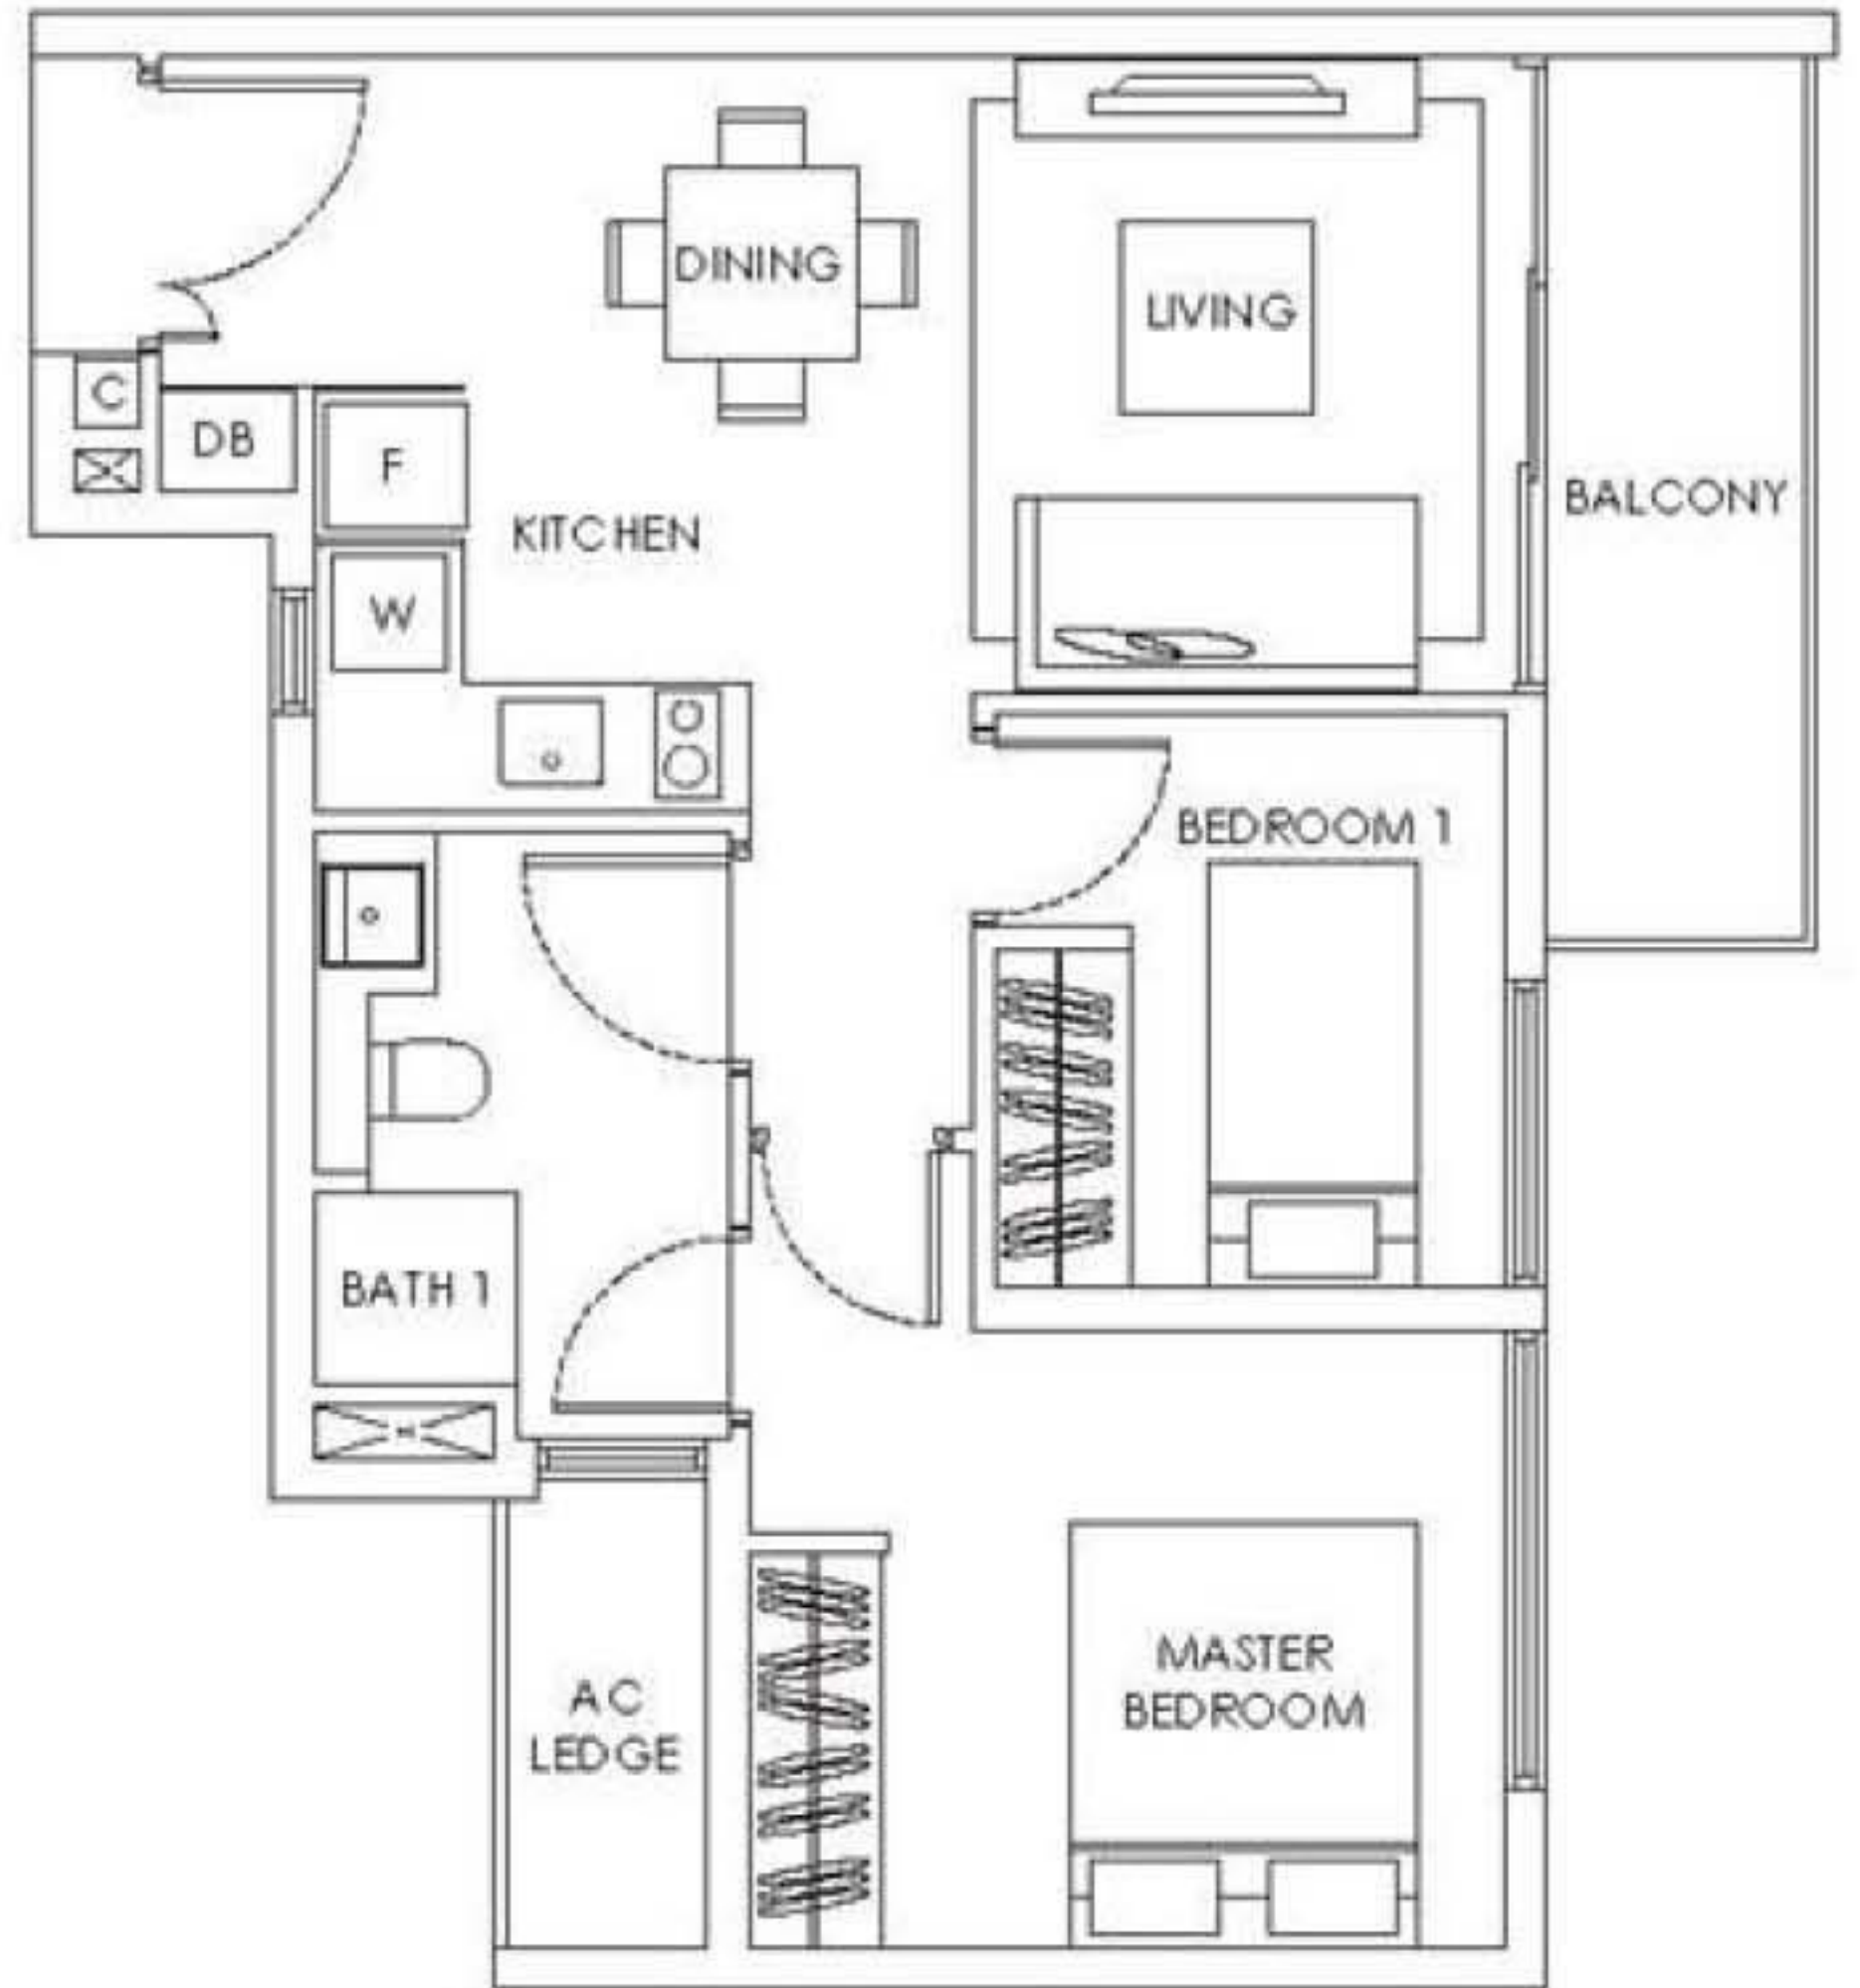 DINING
LIVING
C
DB
F
KITCHEN
BALCONY
W
BEDROOM 1
BATH 1
MASTER
BEDROOM
AC
LEDGE